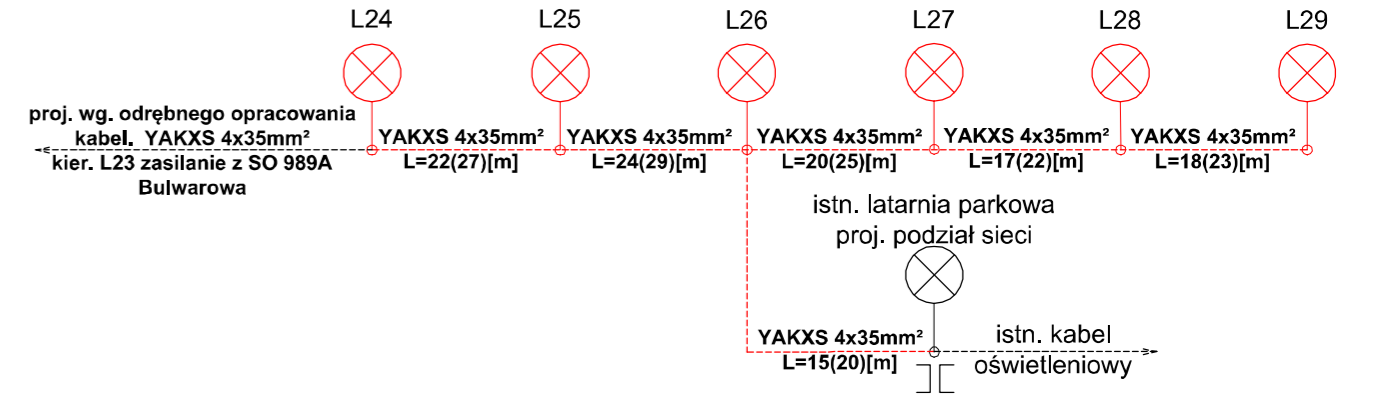 L24
L25
L26
L27
L28
L29
proj. wg. odrębnego opracowania
kabel. YAKXS 4x35mm²
kier. L23 zasilanie z SO 989A
Bulwarowa
YAKXS 4x35mm²
L=22(27)[m]
YAKXS 4x35mm²
L=24(29)[m]
YAKXS 4x35mm²
L=20(25)[m]
YAKXS 4x35mm²
L=17(22)[m]
YAKXS 4x35mm²
L=18(23)[m]
istn. latarnia parkowa
proj. podział sieci
YAKXS 4x35mm²
L=15(20)[m]
istn. kabel
oświetleniowy